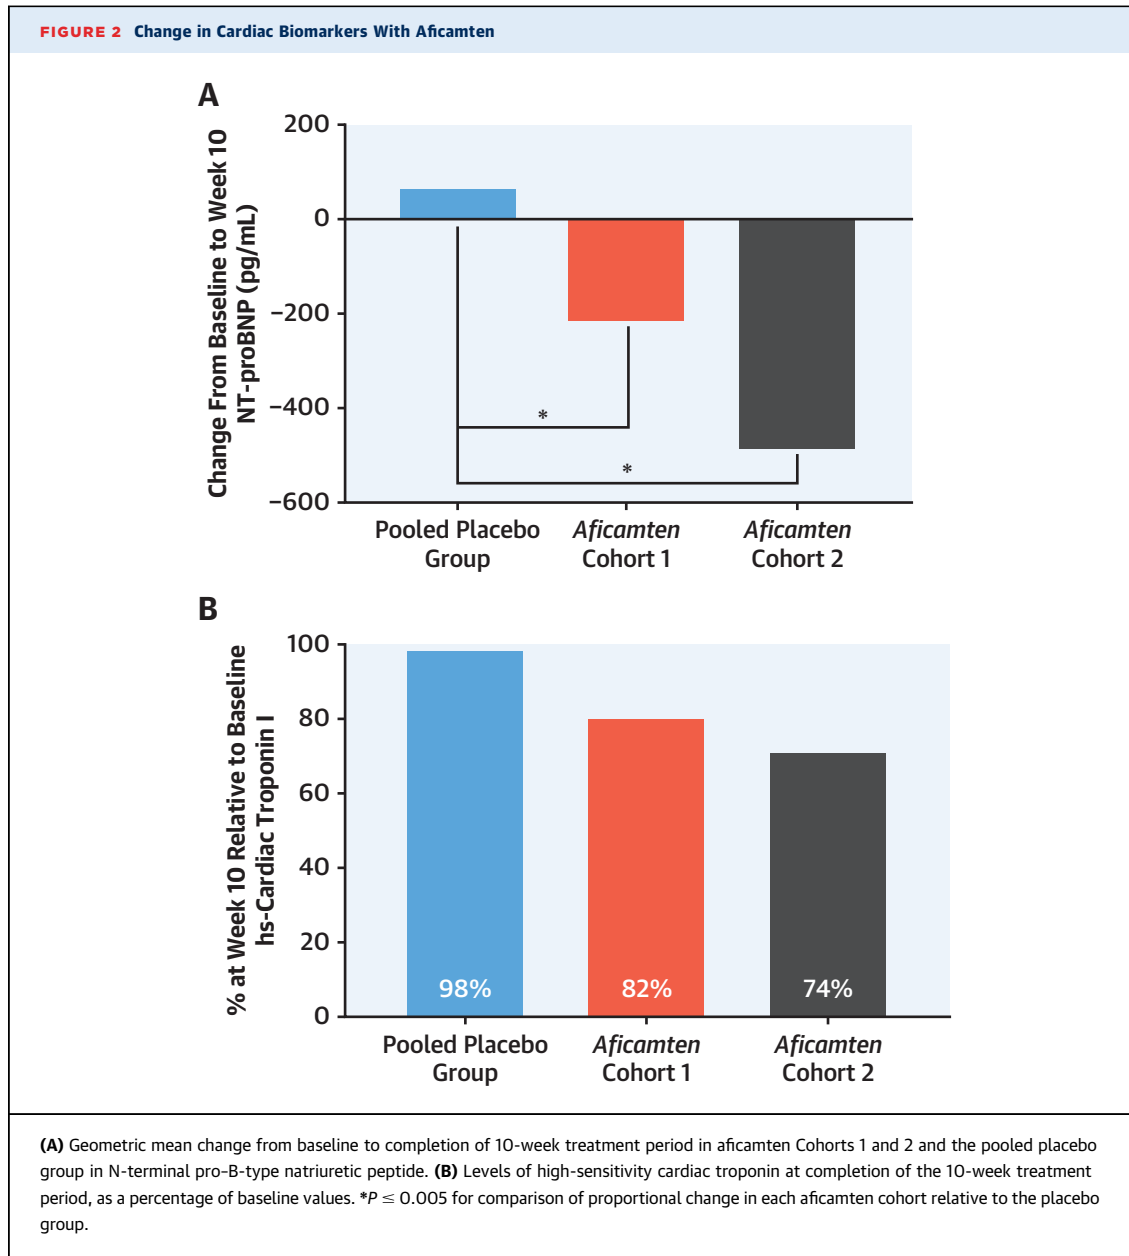 FIGURE 2 Change in Cardiac Biomarkers With Aficamten
A
Change From Baseline to Week 10
NT-proBNP (pg/mL)
200
0
−200
−400
−600
*
*
Pooled Placebo
Group
Aficamten
Cohort 1
Aficamten
Cohort 2
B
% at Week 10 Relative to Baseline
hs-Cardiac Troponin I
100
80
60
40
20
0
98%
82%
74%
Pooled Placebo
Group
Aficamten
Cohort 1
Aficamten
Cohort 2
(A) Geometric mean change from baseline to completion of 10-week treatment period in aficamten Cohorts 1 and 2 and the pooled placebo
group in N-terminal pro–B-type natriuretic peptide. (B) Levels of high-sensitivity cardiac troponin at completion of the 10-week treatment
period, as a percentage of baseline values. *P ≤ 0.005 for comparison of proportional change in each aficamten cohort relative to the placebo
group.